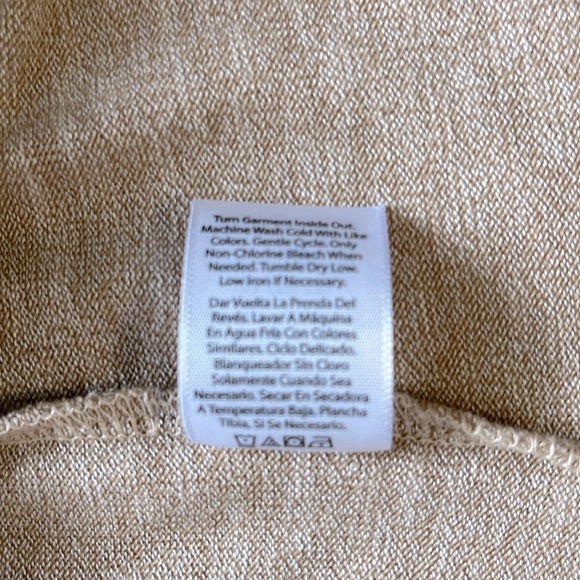 Turn Garment Inside Out.
Machine Wash Cold With Like
Colors. Gentle Cycle. Only
Non-Chlorine Bleach When
Needed. Tumble Dry Low.
Low Iron If Necessary.
Dar Vuelta La Prenda Del
Revés. Lavar A Máquina
En Agua Fria Con Colores
Similares. Ciclo Delicado.
Blanqueador Sin Cloro
Solamente Cuando Sea
Necesario. Secar En Secadora
A Temperatura Baja. Plancha
Tibia, Si Se Necesario.